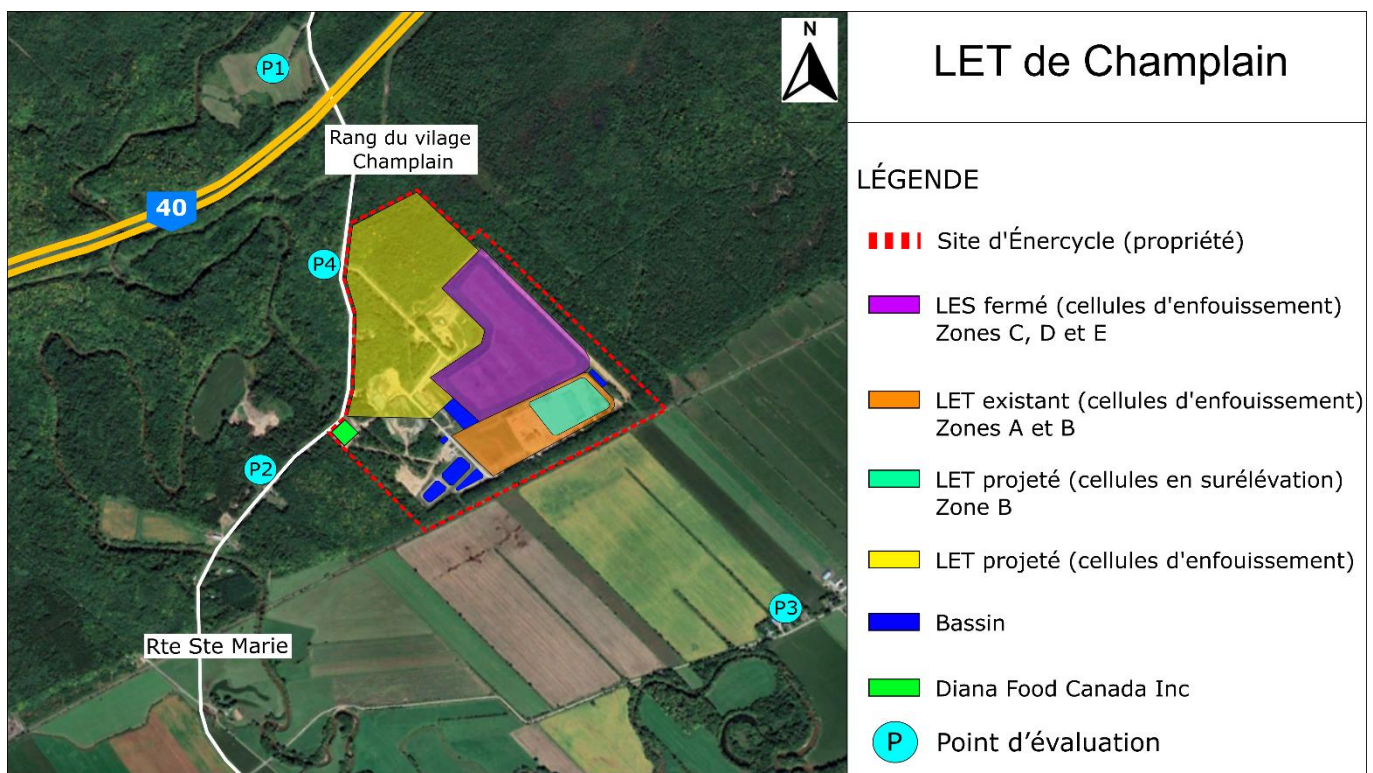 P1
N
Rang du vilage
Champlain
40
P4
P2
P3
Rte Ste Marie
LET de Champlain
LÉGENDE
Site d'Énercycle (propriété)
LES fermé (cellules d'enfouissement)
Zones C, D et E
LET existant (cellules d'enfouissement)
Zones A et B
LET projeté (cellules en surélévation)
Zone B
LET projeté (cellules d'enfouissement)
Bassin
Diana Food Canada Inc
P
Point d’évaluation